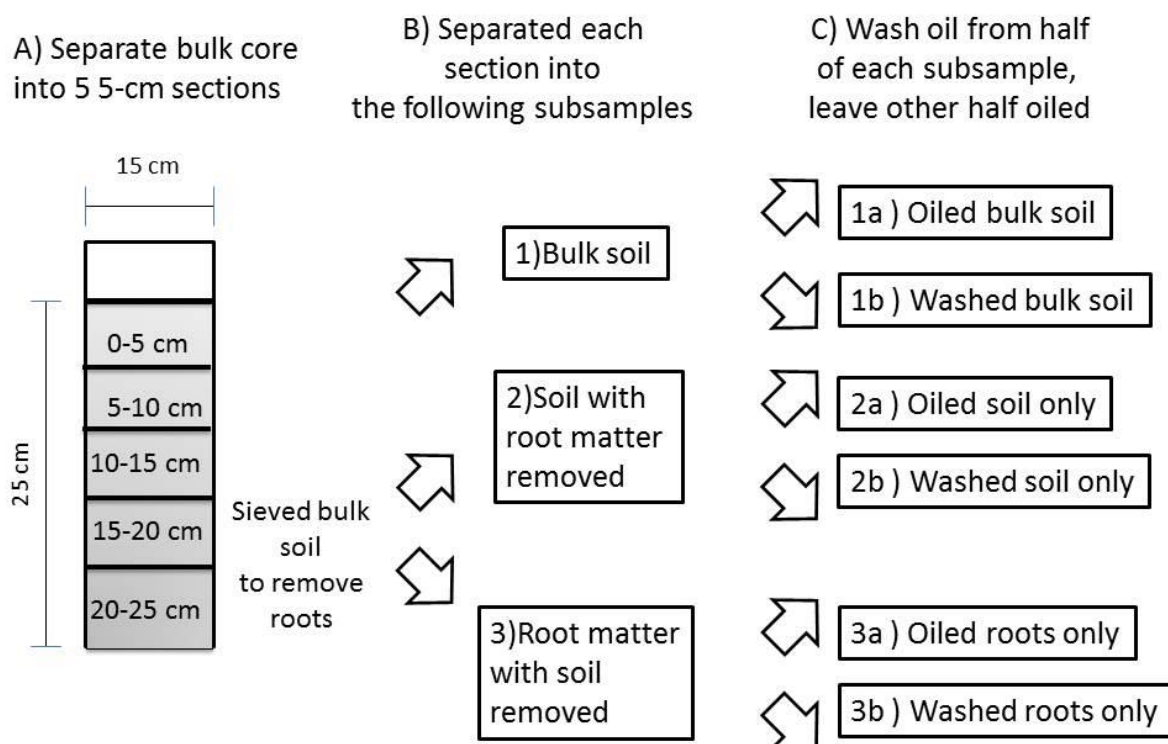 A) Separate bulk core
into 5 5-cm sections
B) Separated each
section into
the following subsamples
C) Wash oil from half
of each subsample,
leave other half oiled
15 cm
25 cm
0-5 cm
5-10 cm
10-15 cm
15-20 cm
20-25 cm
Sieved bulk
soil
to remove
roots
1)Bulk soil
2)Soil with
root matter
removed
3)Root matter
with soil
removed
1a ) Oiled bulk soil
1b ) Washed bulk soil
2a ) Oiled soil only
2b ) Washed soil only
3a ) Oiled roots only
3b ) Washed roots only